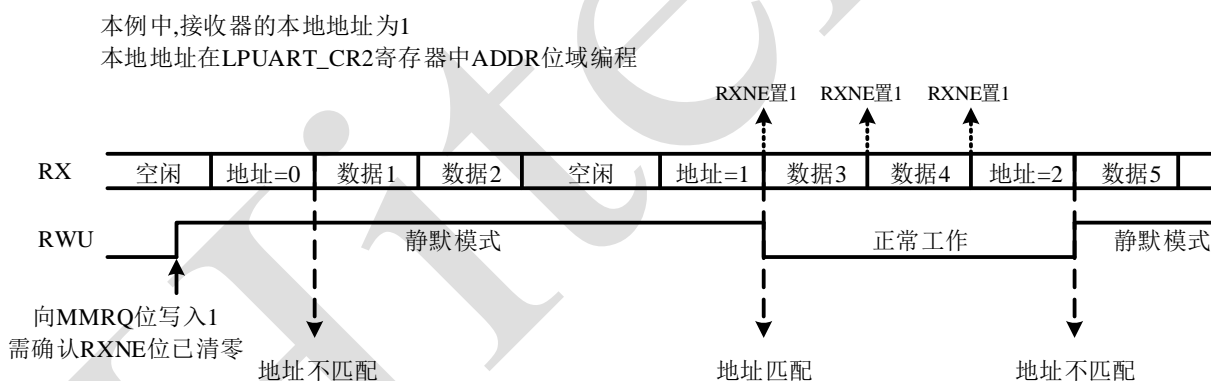 本例中,接收器的本地地址为1
本地地址在LPUART_CR2寄存器中ADDR位域编程
RXNE置1 RXNE置1 RXNE置1
RX 空闲 地址=0 数据1 数据2 空闲 地址=1 数据3 数据4 地址=2 数据5
RWU 静默模式 正常工作 静默模式
向MMRQ位写入1
需确认RXNE位已清零
地址不匹配 地址匹配 地址不匹配